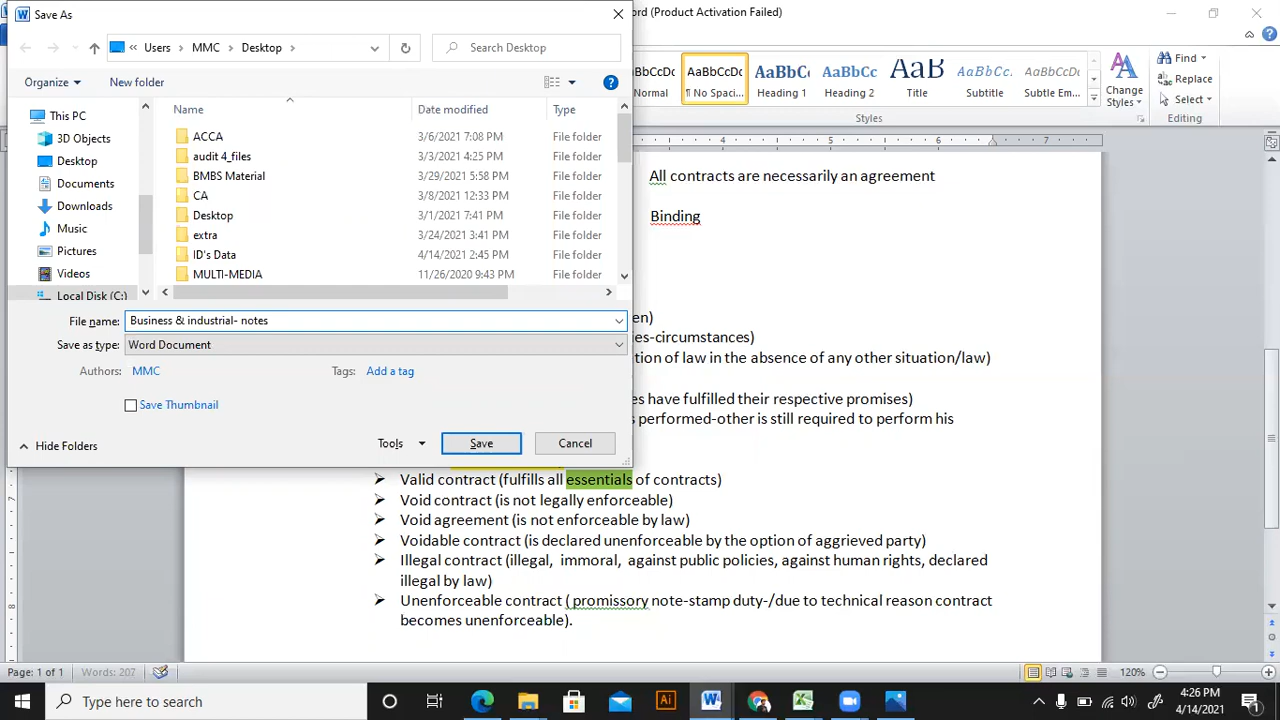 Save As
ord (Product Activation Failed)
Users MMC Desktop
Search Desktop
Organize New folder
Name Date modified Type
This PC
3D Objects
Desktop
Documents
Downloads
Music
Pictures
Videos
Local Disk (C:)
ACCA 3/6/2021 7:08 PM File folder
audit 4_files 3/3/2021 4:25 PM File folder
BMBS Material 3/29/2021 5:58 PM File folder
CA 3/8/2021 12:33 PM File folder
Desktop 3/1/2021 7:41 PM File folder
extra 3/24/2021 3:41 PM File folder
ID's Data 4/14/2021 2:45 PM File folder
MULTI-MEDIA 11/26/2020 9:43 PM File folder
File name: Business & industrial- notes
Save as type: Word Document
Authors: MMC Tags: Add a tag
Save Thumbnail
Hide Folders Tools Save Cancel
BbCcDc AaBbCcDc AaBbCc AaBbCc AaB AaBbCcL AaBbCcDc
Normal ¶ No Spaci... Heading 1 Heading 2 Title Subtitle Subtle Em...
Change Styles
Styles
Find
Replace
Select
Editing
3 4 5 6 7
All contracts are necessarily an agreement
Binding
en)
ies-circumstances)
tion of law in the absence of any other situation/law)
es have fulfilled their respective promises)
s performed-other is still required to perform his
Valid contract (fulfills all essentials of contracts)
Void contract (is not legally enforceable)
Void agreement (is not enforceable by law)
Voidable contract (is declared unenforceable by the option of aggrieved party)
Illegal contract (illegal, immoral, against public policies, against human rights, declared
illegal by law)
Unenforceable contract ( promissory note-stamp duty-/due to technical reason contract
becomes unenforceable).
Page: 1 of 1 Words: 207 120%
Type here to search
4:26 PM
4/14/2021